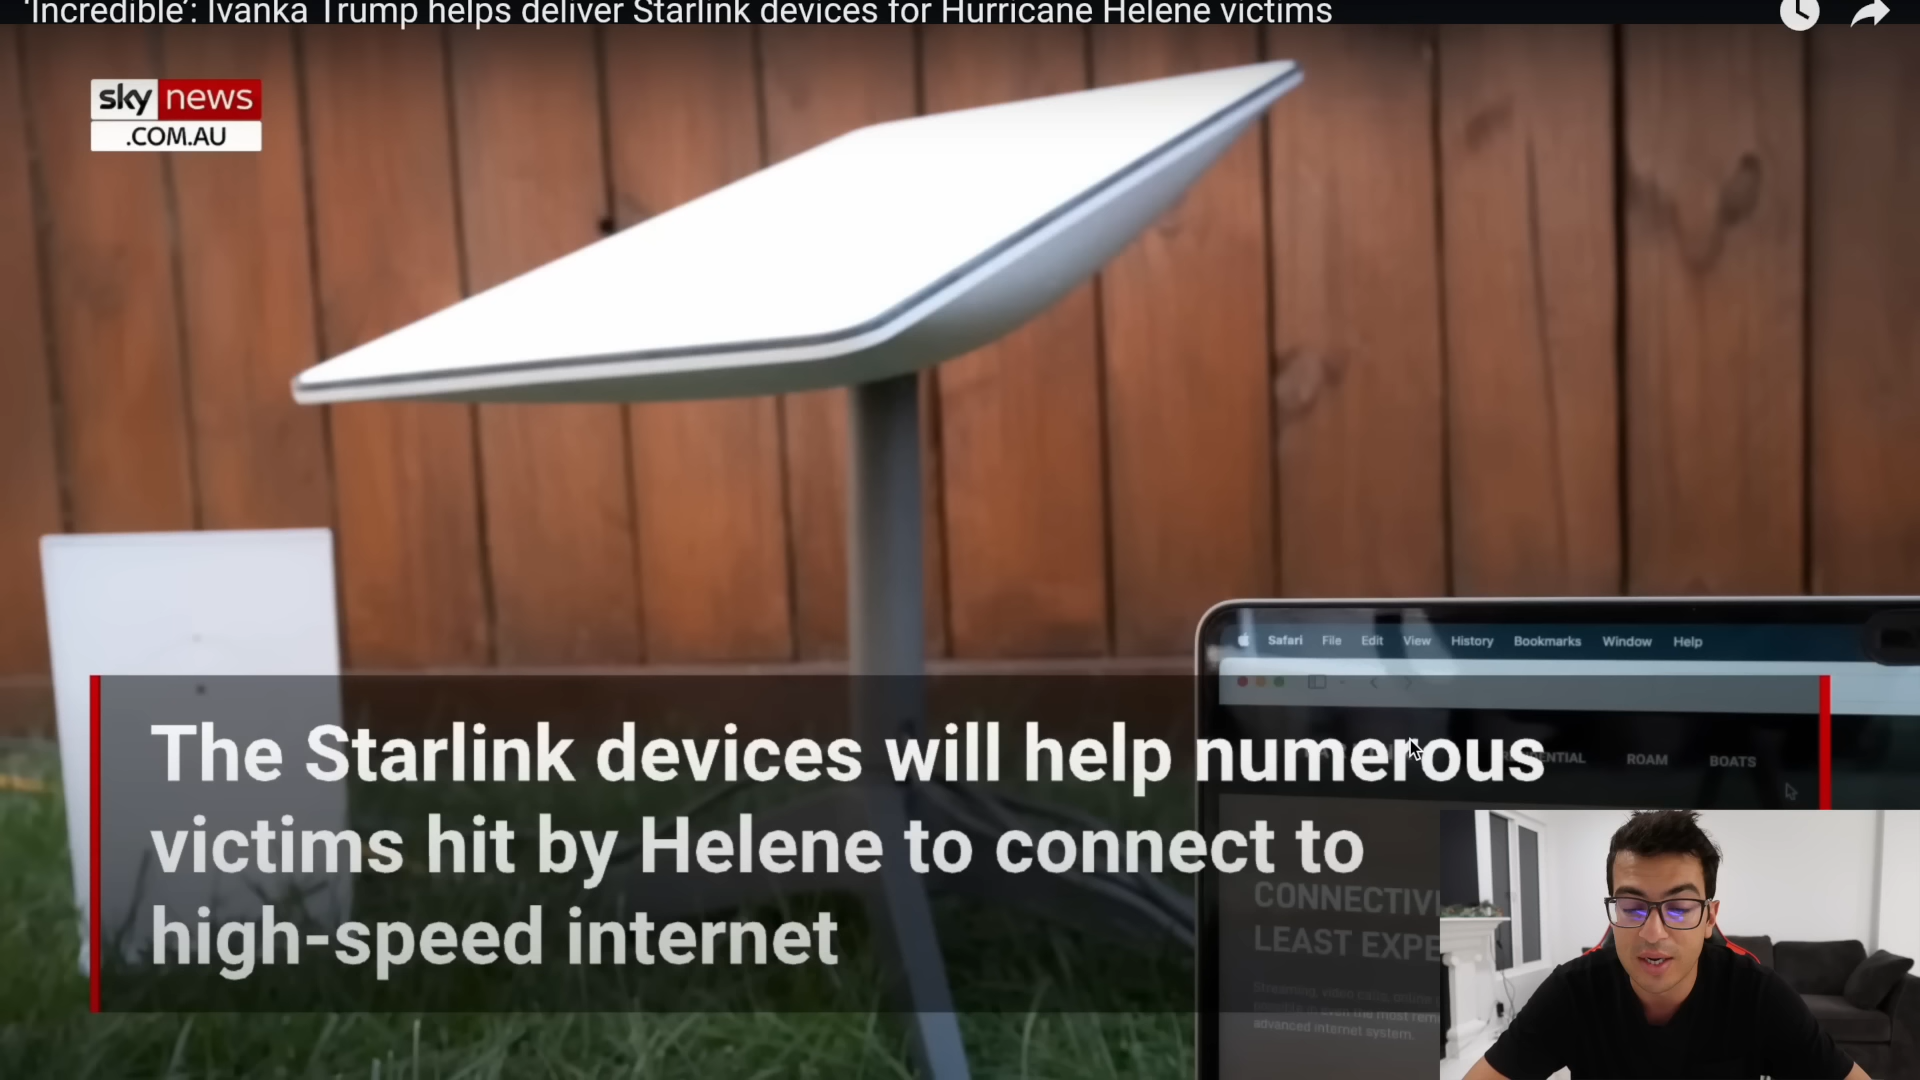 'Incredible': Ivanka Trump helps deliver Starlink devices for Hurricane Helene victims
sky news
.COM.AU
Safari File Edit View History Bookmarks Window Help
ROAM BOATS
The Starlink devices will help numerous
victims hit by Helene to connect to
high-speed internet
LEAST
advanced internet system.